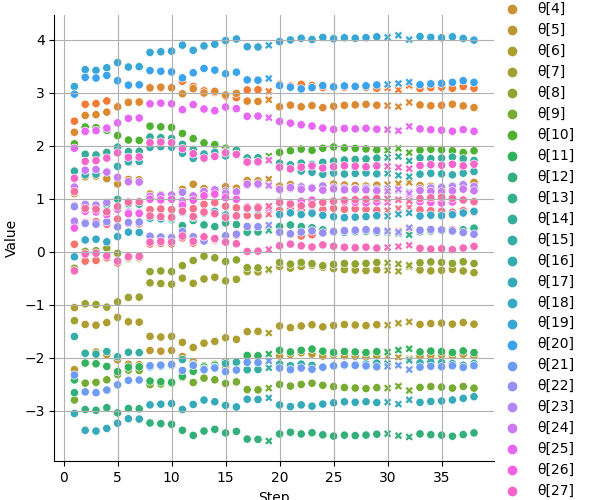 4
3
2
1
0
−1
−2
−3
Value
0
5
10
15
20
25
30
35
Step
θ[4]
θ[5]
θ[6]
θ[7]
θ[8]
θ[9]
θ[10]
θ[11]
θ[12]
θ[13]
θ[14]
θ[15]
θ[16]
θ[17]
θ[18]
θ[19]
θ[20]
θ[21]
θ[22]
θ[23]
θ[24]
θ[25]
θ[26]
θ[27]